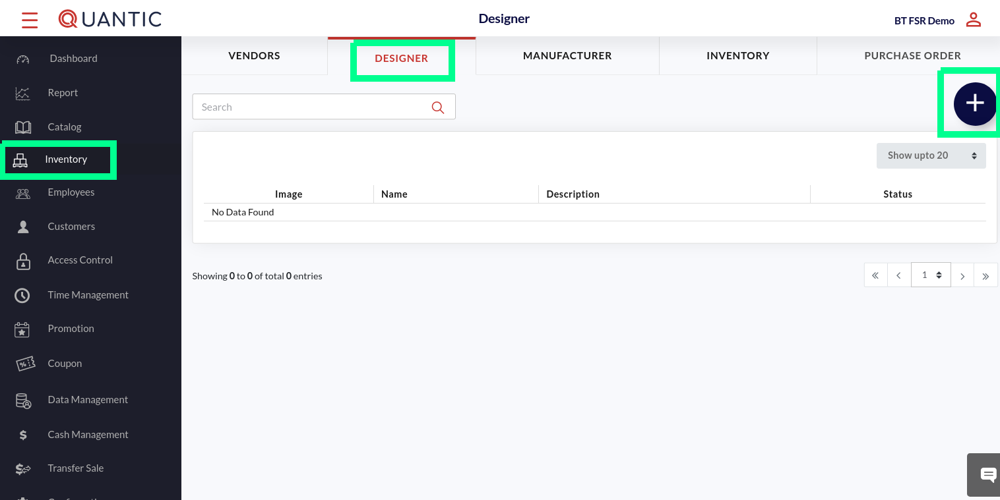 QUANTIC
Designer
BT FSR Demo
Dashboard
Report
Catalog
Inventory
Employees
Customers
Access Control
Time Management
Promotion
Coupon
Data Management
Cash Management
Transfer Sale
VENDORS
DESIGNER
MANUFACTURER
INVENTORY
PURCHASE ORDER
Search
Show upto 20
Image Name Description Status
No Data Found
Showing 0 to 0 of total 0 entries
« ‹ 1 › »